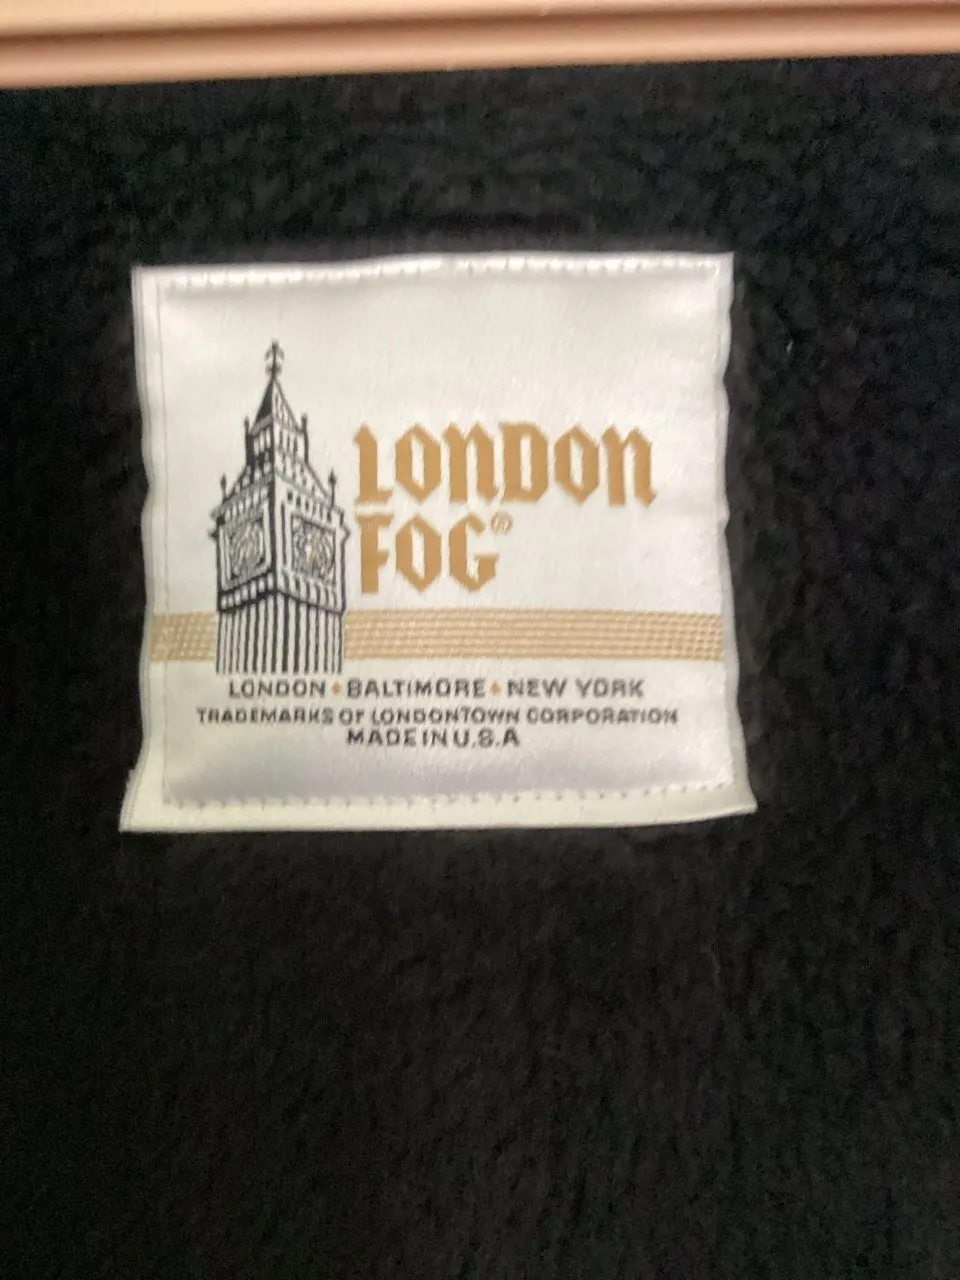 LONDON
FOG®
LONDON • BALTIMORE • NEW YORK
TRADEMARKS OF LONDONTOWN CORPORATION
MADE IN U.S.A